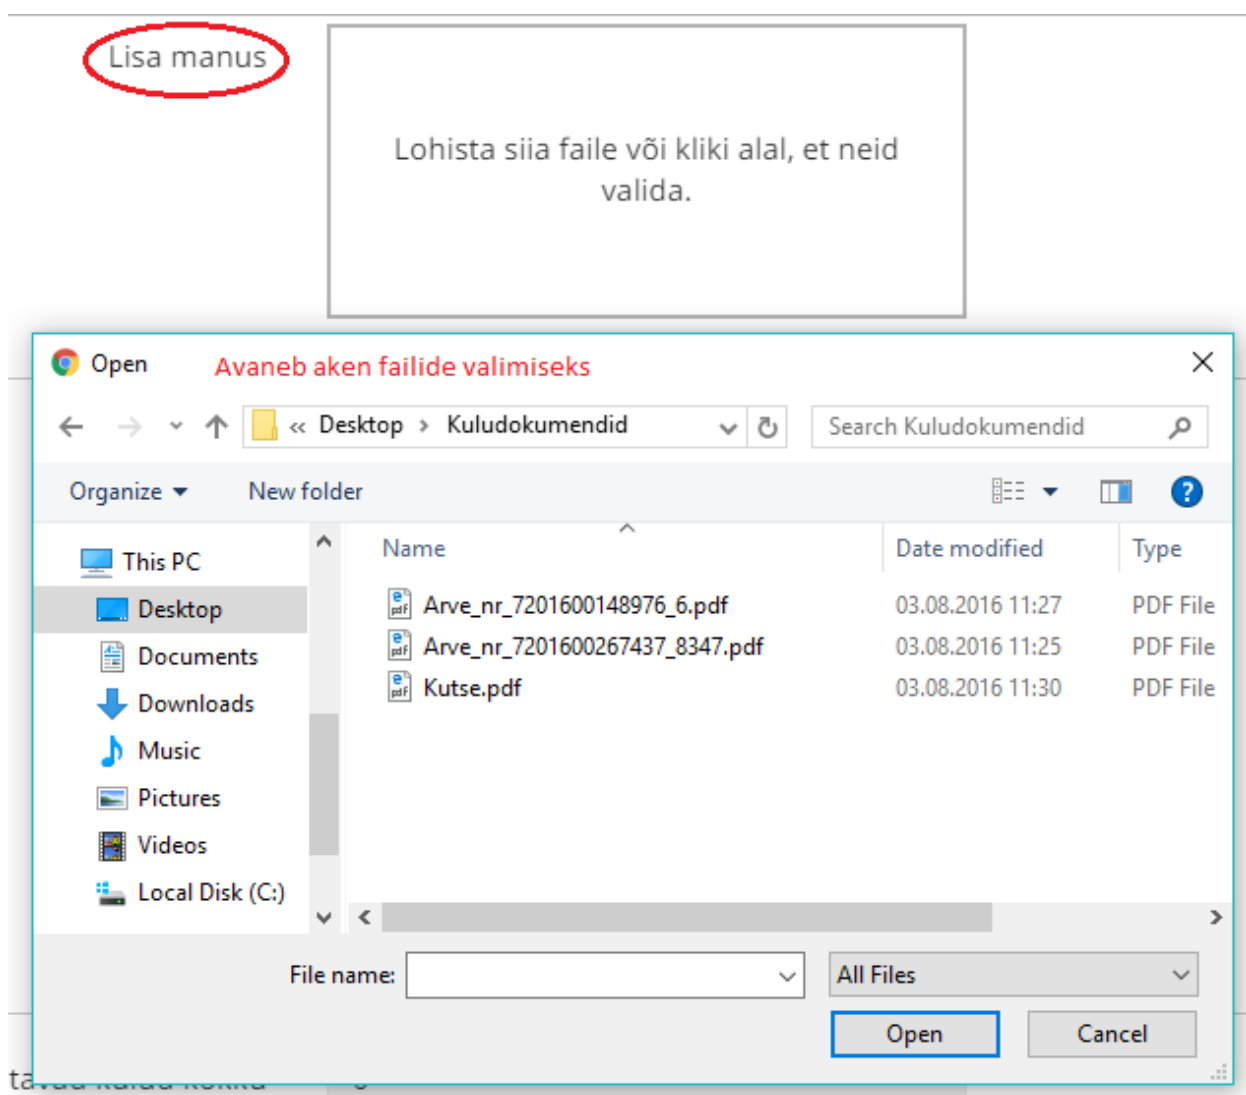 Lisa manus
Lohista siia faile või kliki alal, et neid
valida.
Open
Avaneb aken failide valimiseks
« Desktop › Kuludokumendid
Search Kuludokumendid
Organize
New folder
This PC
Desktop
Documents
Downloads
Music
Pictures
Videos
Local Disk (C:)
Name Date modified Type
Arve_nr_7201600148976_6.pdf 03.08.2016 11:27 PDF File
Arve_nr_7201600267437_8347.pdf 03.08.2016 11:25 PDF File
Kutse.pdf 03.08.2016 11:30 PDF File
File name:
All Files
Open
Cancel